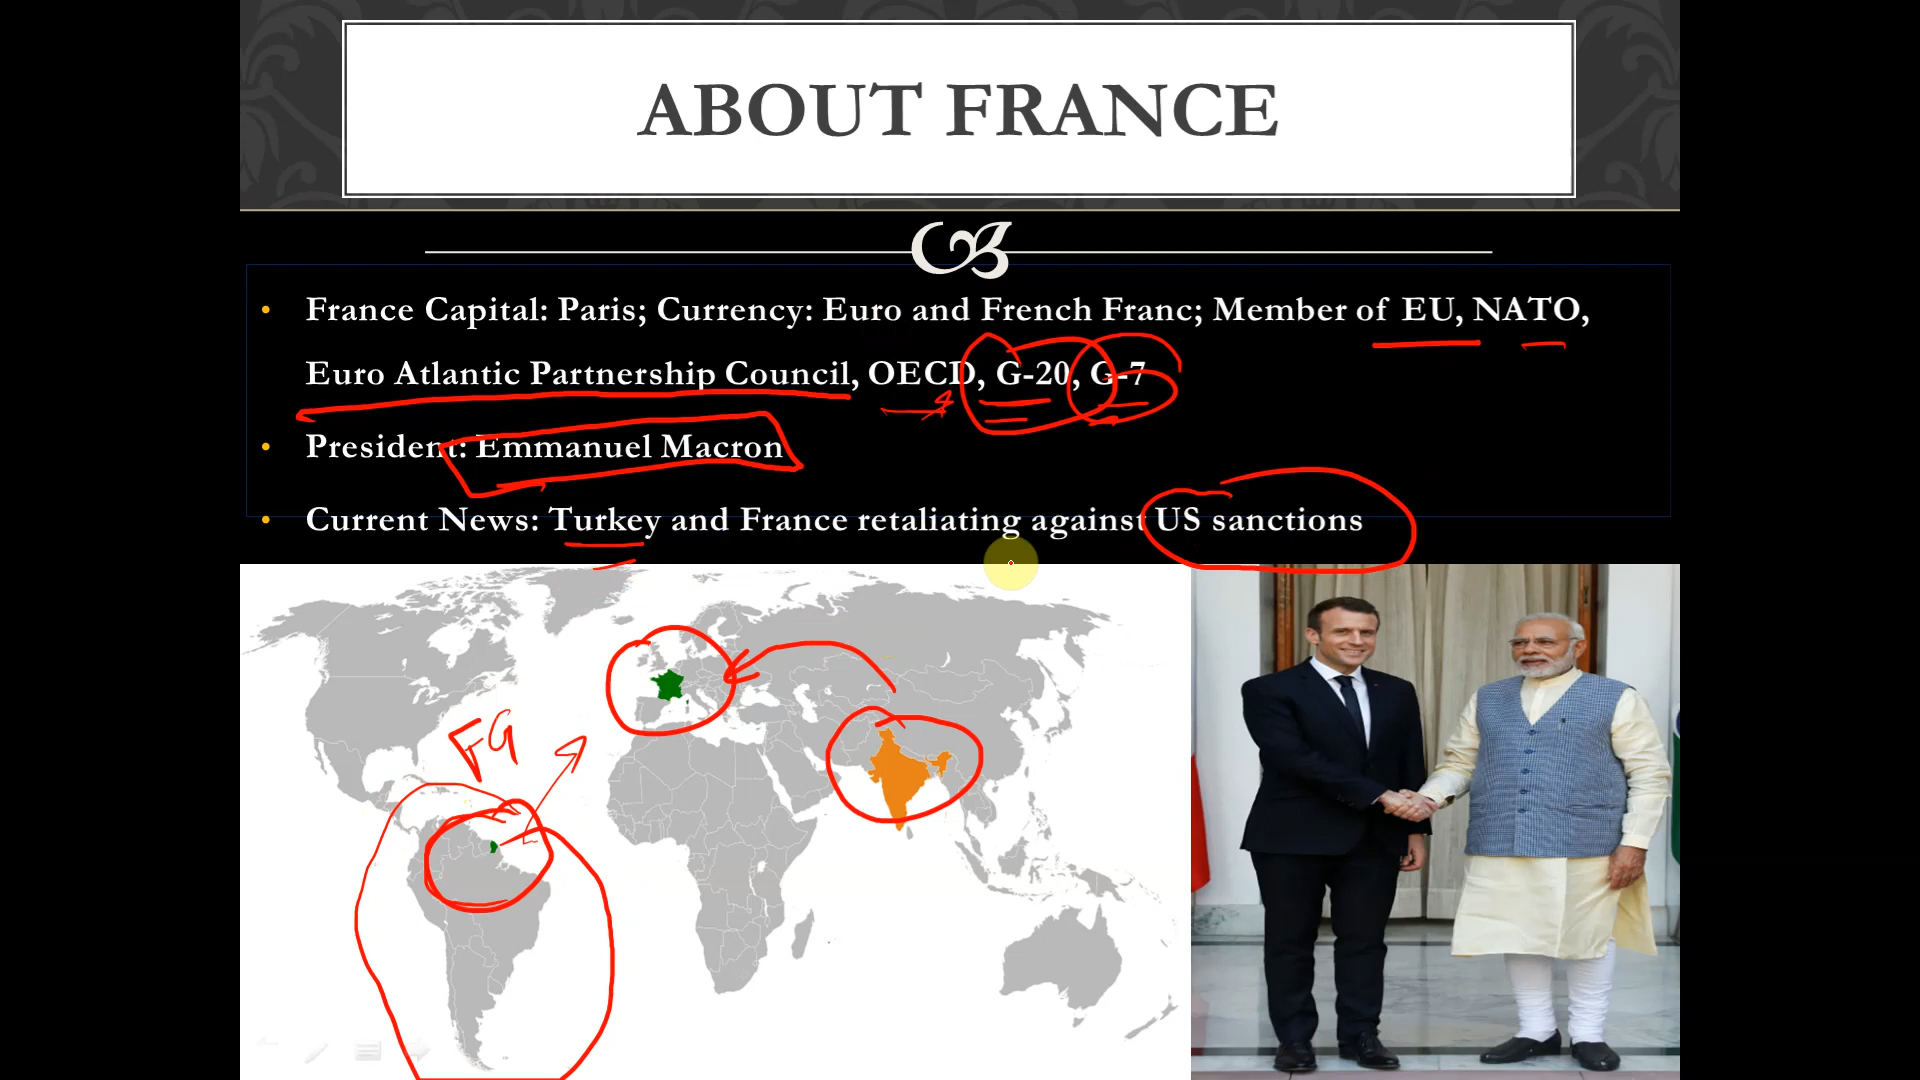 ABOUT FRANCE
• France Capital: Paris; Currency: Euro and French Franc; Member of EU, NATO,
Euro Atlantic Partnership Council, OECD, G-20, G-7
• President: Emmanuel Macron
• Current News: Turkey and France retaliating against US sanctions
FG